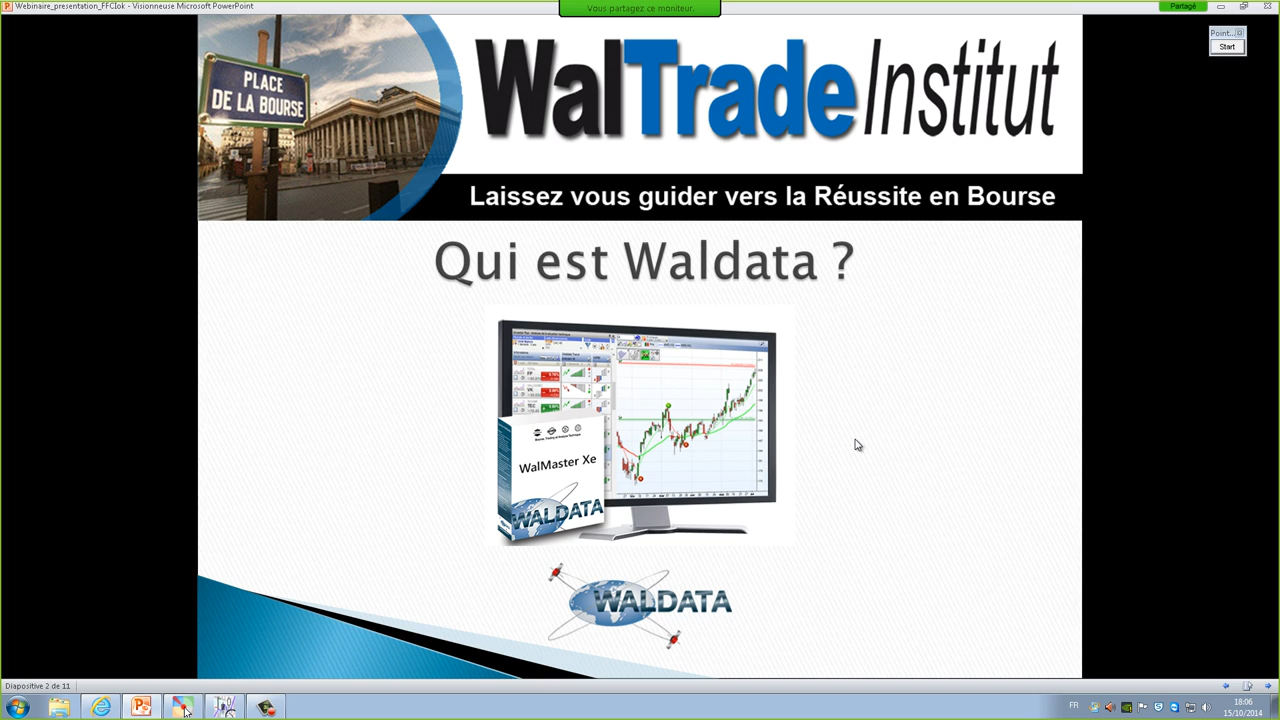 Webinaire_presentation_FFCIok - Visionneuse Microsoft PowerPoint
Vous partagez ce moniteur.
Partagé
Point...
Start
PLACE
DE LA BOURSE
WalTradeInstitut
Laissez vous guider vers la Réussite en Bourse
Qui est Waldata ?
WalMaster Xe
WALDATA
WALDATA
Diapositive 2 de 11
FR
18:06
15/10/2014